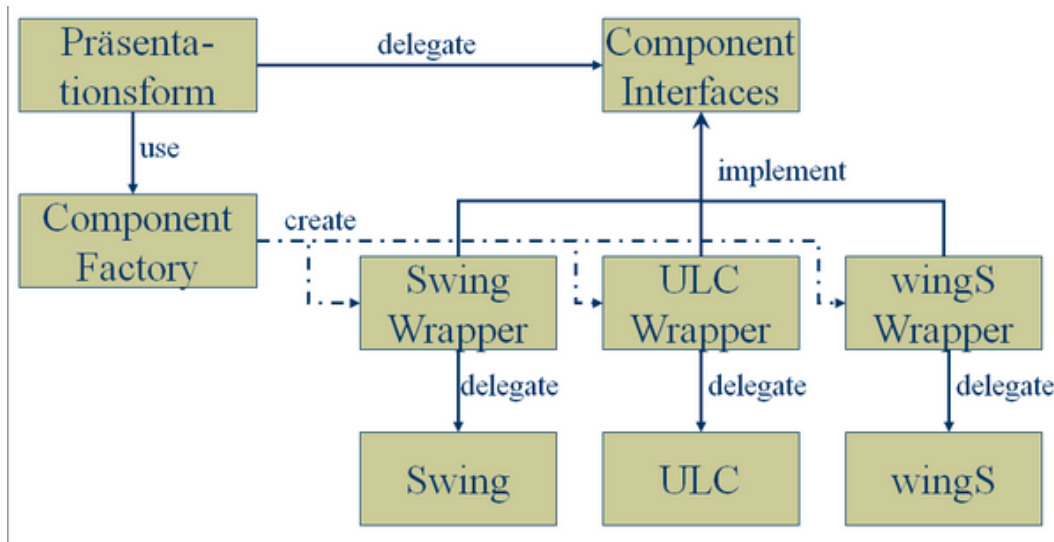 Präsenta-
tionsform
delegate
Component
Interfaces
use
implement
Component
Factory
create
Swing
Wrapper
ULC
Wrapper
wingS
Wrapper
delegate
delegate
delegate
Swing
ULC
wingS